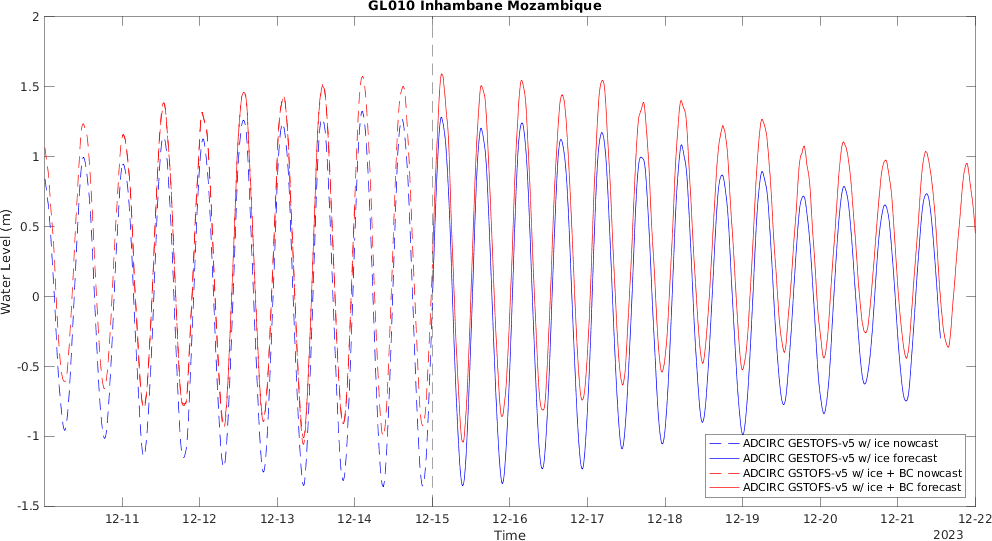 GL010 Inhambane Mozambique
2
1.5
1
0.5
0
-0.5
-1
-1.5
Water Level (m)
ADCIRC GESTOFS-v5 w/ ice nowcast
ADCIRC GESTOFS-v5 w/ ice forecast
ADCIRC GSTOFS-v5 w/ ice + BC nowcast
ADCIRC GSTOFS-v5 w/ ice + BC forecast
12-11 12-12 12-13 12-14 12-15 12-16 12-17 12-18 12-19 12-20 12-21 12-22
Time
2023